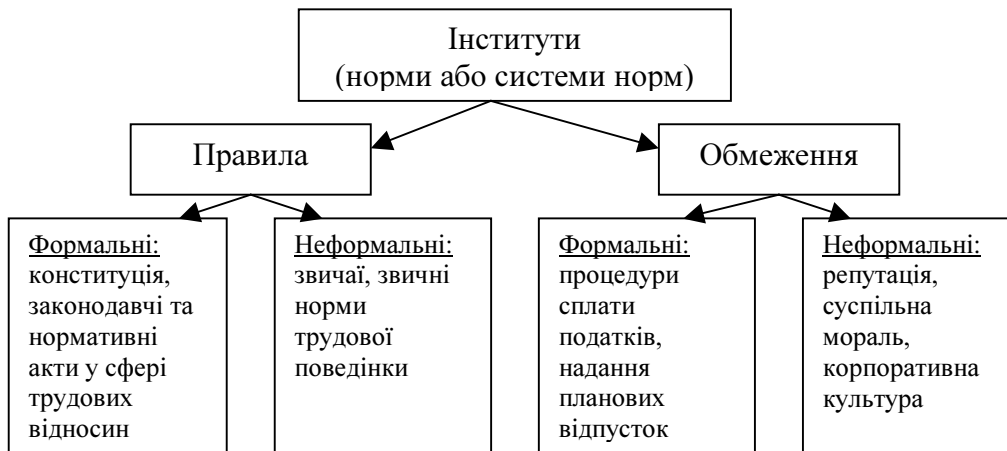 Інститути
(норми або системи норм)
Правила
Обмеження
Формальні:
конституція,
законодавчі та
нормативні
акти у сфері
трудових
відносин
Неформальні:
звичаї, звичні
норми
трудової
поведінки
Формальні:
процедури
сплати
податків,
надання
планових
відпусток
Неформальні:
репутація,
суспільна
мораль,
корпоративна
культура